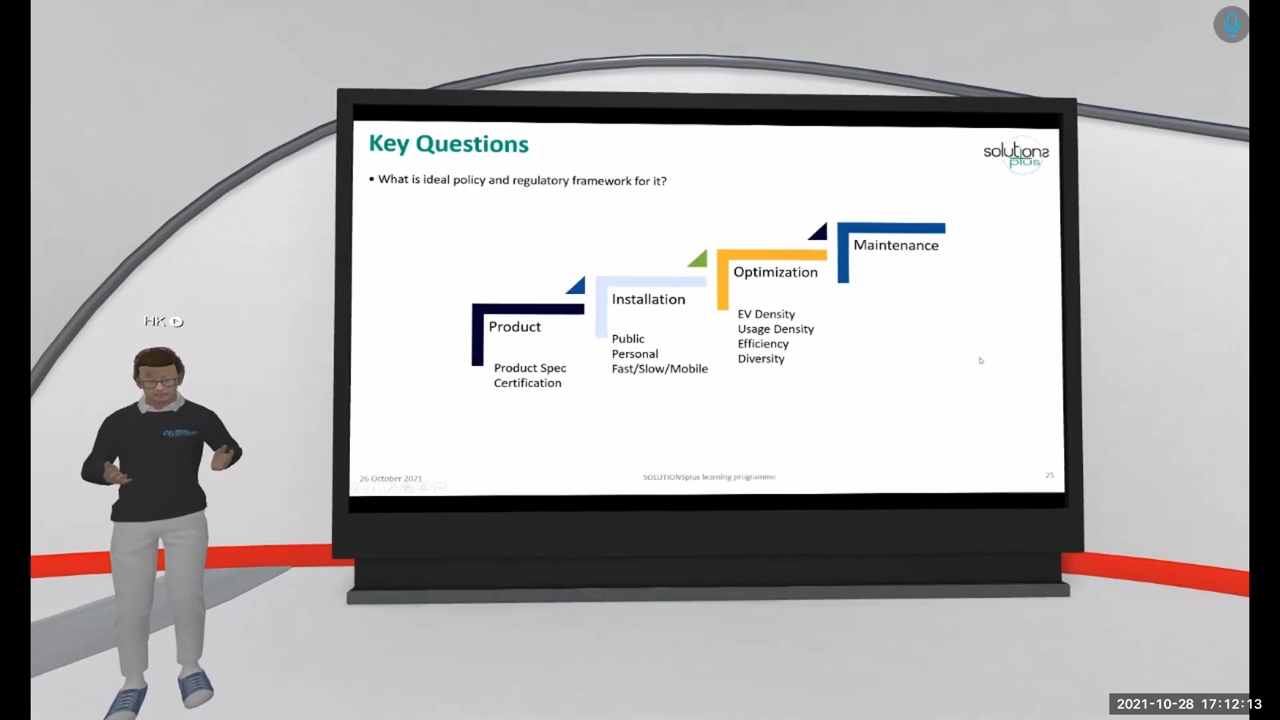 Key Questions
solutions
plus
• What is ideal policy and regulatory framework for it?
Maintenance
Optimization
EV Density
Usage Density
Efficiency
Diversity
Installation
Public
Personal
Fast/Slow/Mobile
Product
Product Spec
Certification
HK
26 October 2021
SOLUTIONSplus learning programme
25
2021-10-28 17:12:13